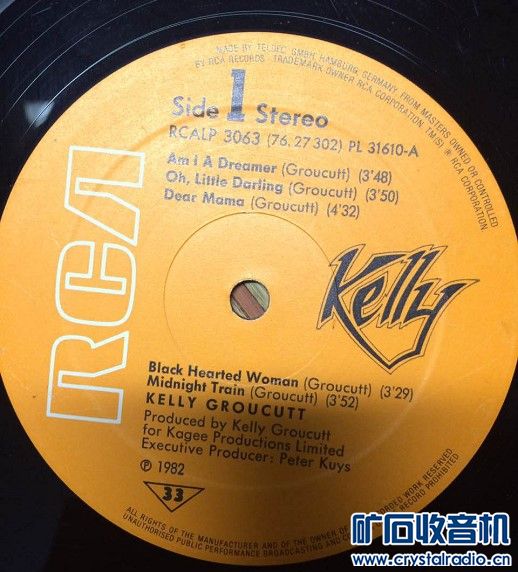 MADE BY TELDEC GMBH, HAMBURG, GERMANY, FROM MASTERS OWNED OR CONTROLLED
BY RCA RECORDS. TRADEMARK OWNER RCA CORPORATION. TM(S) ® RCA CORPORATION
Side 1 Stereo
RCALP 3063 (76.27 302) PL 31610-A
Am I A Dreamer (Groucutt) (3'48)
Oh, Little Darling (Groucutt) (3'50)
Dear Mama (Groucutt) (4'32)
RCA
Kelly
Black Hearted Woman (Groucutt) (3'29)
Midnight Train (Groucutt) (3'52)
KELLY GROUCUTT
Produced by Kelly Groucutt
for Kagee Productions Limited
Executive Producer: Peter Kuys
℗ 1982
33
ALL RIGHTS OF THE MANUFACTURER AND OF THE OWNER OF THE RECORDED WORK RESERVED
UNAUTHORISED PUBLIC PERFORMANCE BROADCASTING AND RECORD PROHIBITED
矿石收音机
www.crystalradio.cn